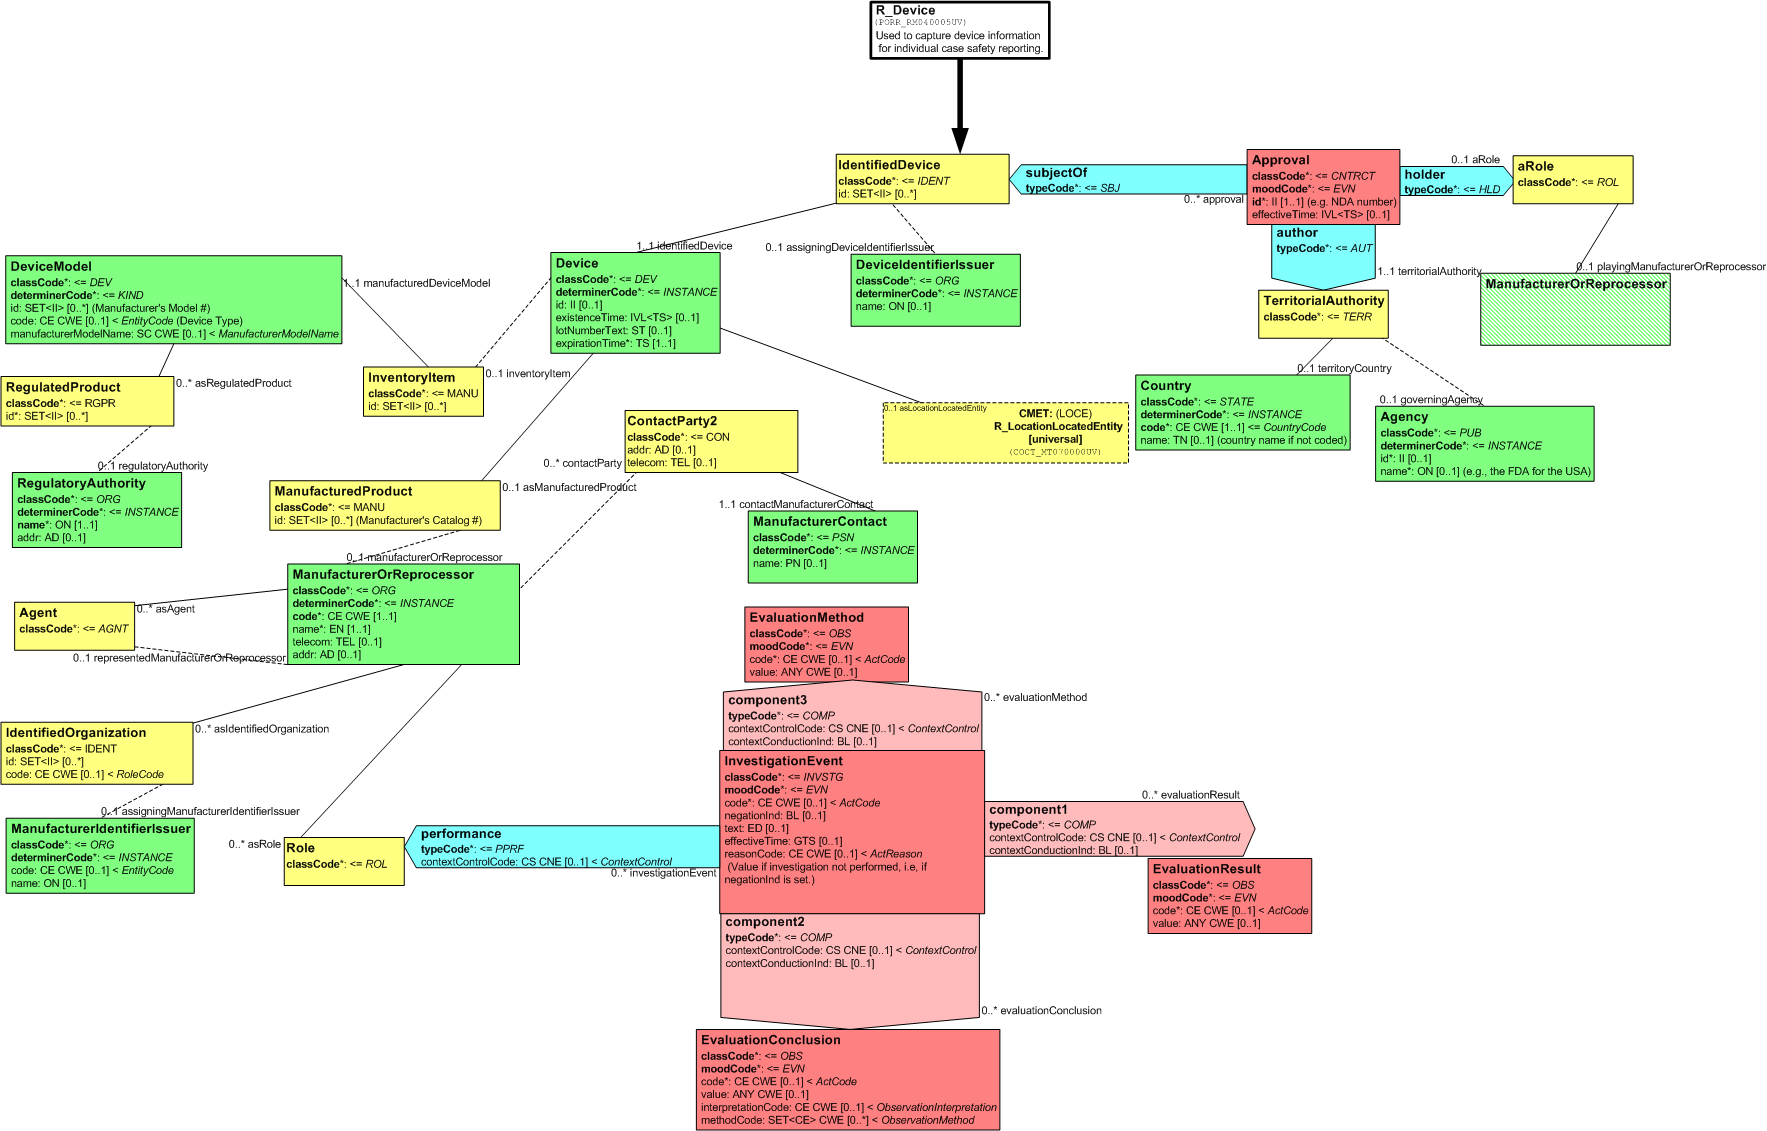 R_Device
(PORR_RM040005UV)
Used to capture device information
for individual case safety reporting.
IdentifiedDevice
classCode*: <= IDENT
id: SET<II> [0..*]
subjectOf
typeCode*: <= SBJ
0..* approval
Approval
classCode*: <= CNTRCT
moodCode*: <= EVN
id*: II [1..1] (e.g. NDA number)
effectiveTime: IVL<TS> [0..1]
0..1 aRole
holder
typeCode*: <= HLD
aRole
classCode*: <= ROL
author
typeCode*: <= AUT
1..1 territorialAuthority
0..1 playingManufacturerOrReprocessor
ManufacturerOrReprocessor
TerritorialAuthority
classCode*: <= TERR
0..1 territoryCountry
Country
classCode*: <= STATE
determinerCode*: <= INSTANCE
code*: CE CWE [1..1] <= CountryCode
name: TN [0..1] (country name if not coded)
0..1 governingAgency
Agency
classCode*: <= PUB
determinerCode*: <= INSTANCE
id*: II [0..1]
name*: ON [0..1] (e.g., the FDA for the USA)
1..1 identifiedDevice
Device
classCode*: <= DEV
determinerCode*: <= INSTANCE
id: II [0..1]
existenceTime: IVL<TS> [0..1]
lotNumberText: ST [0..1]
expirationTime*: TS [1..1]
0..1 assigningDeviceIdentifierIssuer
DeviceIdentifierIssuer
classCode*: <= ORG
determinerCode*: <= INSTANCE
name: ON [0..1]
DeviceModel
classCode*: <= DEV
determinerCode*: <= KIND
id: SET<II> [0..*] (Manufacturer's Model #)
code: CE CWE [0..1] < EntityCode (Device Type)
manufacturerModelName: SC CWE [0..1] < ManufacturerModelName
1..1 manufacturedDeviceModel
InventoryItem
classCode*: <= MANU
id: SET<II> [0..*]
0..1 inventoryItem
RegulatedProduct
classCode*: <= RGPR
id*: SET<II> [0..*]
0..* asRegulatedProduct
0..1 regulatoryAuthority
RegulatoryAuthority
classCode*: <= ORG
determinerCode*: <= INSTANCE
name*: ON [1..1]
addr: AD [0..1]
0..1 asLocationLocatedEntity
CMET: (LOCE)
R_LocationLocatedEntity
[universal]
(COCT_MT070000UV)
ContactParty2
classCode*: <= CON
addr: AD [0..1]
telecom: TEL [0..1]
0..* contactParty
1..1 contactManufacturerContact
ManufacturerContact
classCode*: <= PSN
determinerCode*: <= INSTANCE
name: PN [0..1]
0..1 asManufacturedProduct
ManufacturedProduct
classCode*: <= MANU
id: SET<II> [0..*] (Manufacturer's Catalog #)
0..1 manufacturerOrReprocessor
ManufacturerOrReprocessor
classCode*: <= ORG
determinerCode*: <= INSTANCE
code*: CE CWE [1..1]
name*: EN [1..1]
telecom: TEL [0..1]
addr: AD [0..1]
Agent
classCode*: <= AGNT
0..* asAgent
0..1 representedManufacturerOrReprocessor
IdentifiedOrganization
classCode*: <= IDENT
id: SET<II> [0..*]
code: CE CWE [0..1] < RoleCode
0..* asIdentifiedOrganization
0..1 assigningManufacturerIdentifierIssuer
ManufacturerIdentifierIssuer
classCode*: <= ORG
determinerCode*: <= INSTANCE
code: CE CWE [0..1] < EntityCode
name: ON [0..1]
0..* asRole
Role
classCode*: <= ROL
performance
typeCode*: <= PPRF
contextControlCode: CS CNE [0..1] < ContextControl
0..* investigationEvent
EvaluationMethod
classCode*: <= OBS
moodCode*: <= EVN
code*: CE CWE [0..1] < ActCode
value: ANY CWE [0..1]
0..* evaluationMethod
component3
typeCode*: <= COMP
contextControlCode: CS CNE [0..1] < ContextControl
contextConductionInd: BL [0..1]
InvestigationEvent
classCode*: <= INVSTG
moodCode*: <= EVN
code*: CE CWE [0..1] < ActCode
negationInd: BL [0..1]
text: ED [0..1]
effectiveTime: GTS [0..1]
reasonCode: CE CWE [0..1] < ActReason
(Value if investigation not performed, i.e, if
negationInd is set.)
0..* evaluationResult
component1
typeCode*: <= COMP
contextControlCode: CS CNE [0..1] < ContextControl
contextConductionInd: BL [0..1]
EvaluationResult
classCode*: <= OBS
moodCode*: <= EVN
code*: CE CWE [0..1] < ActCode
value: ANY CWE [0..1]
component2
typeCode*: <= COMP
contextControlCode: CS CNE [0..1] < ContextControl
contextConductionInd: BL [0..1]
0..* evaluationConclusion
EvaluationConclusion
classCode*: <= OBS
moodCode*: <= EVN
code*: CE CWE [0..1] < ActCode
value: ANY CWE [0..1]
interpretationCode: CE CWE [0..1] < ObservationInterpretation
methodCode: SET<CE> CWE [0..*] < ObservationMethod